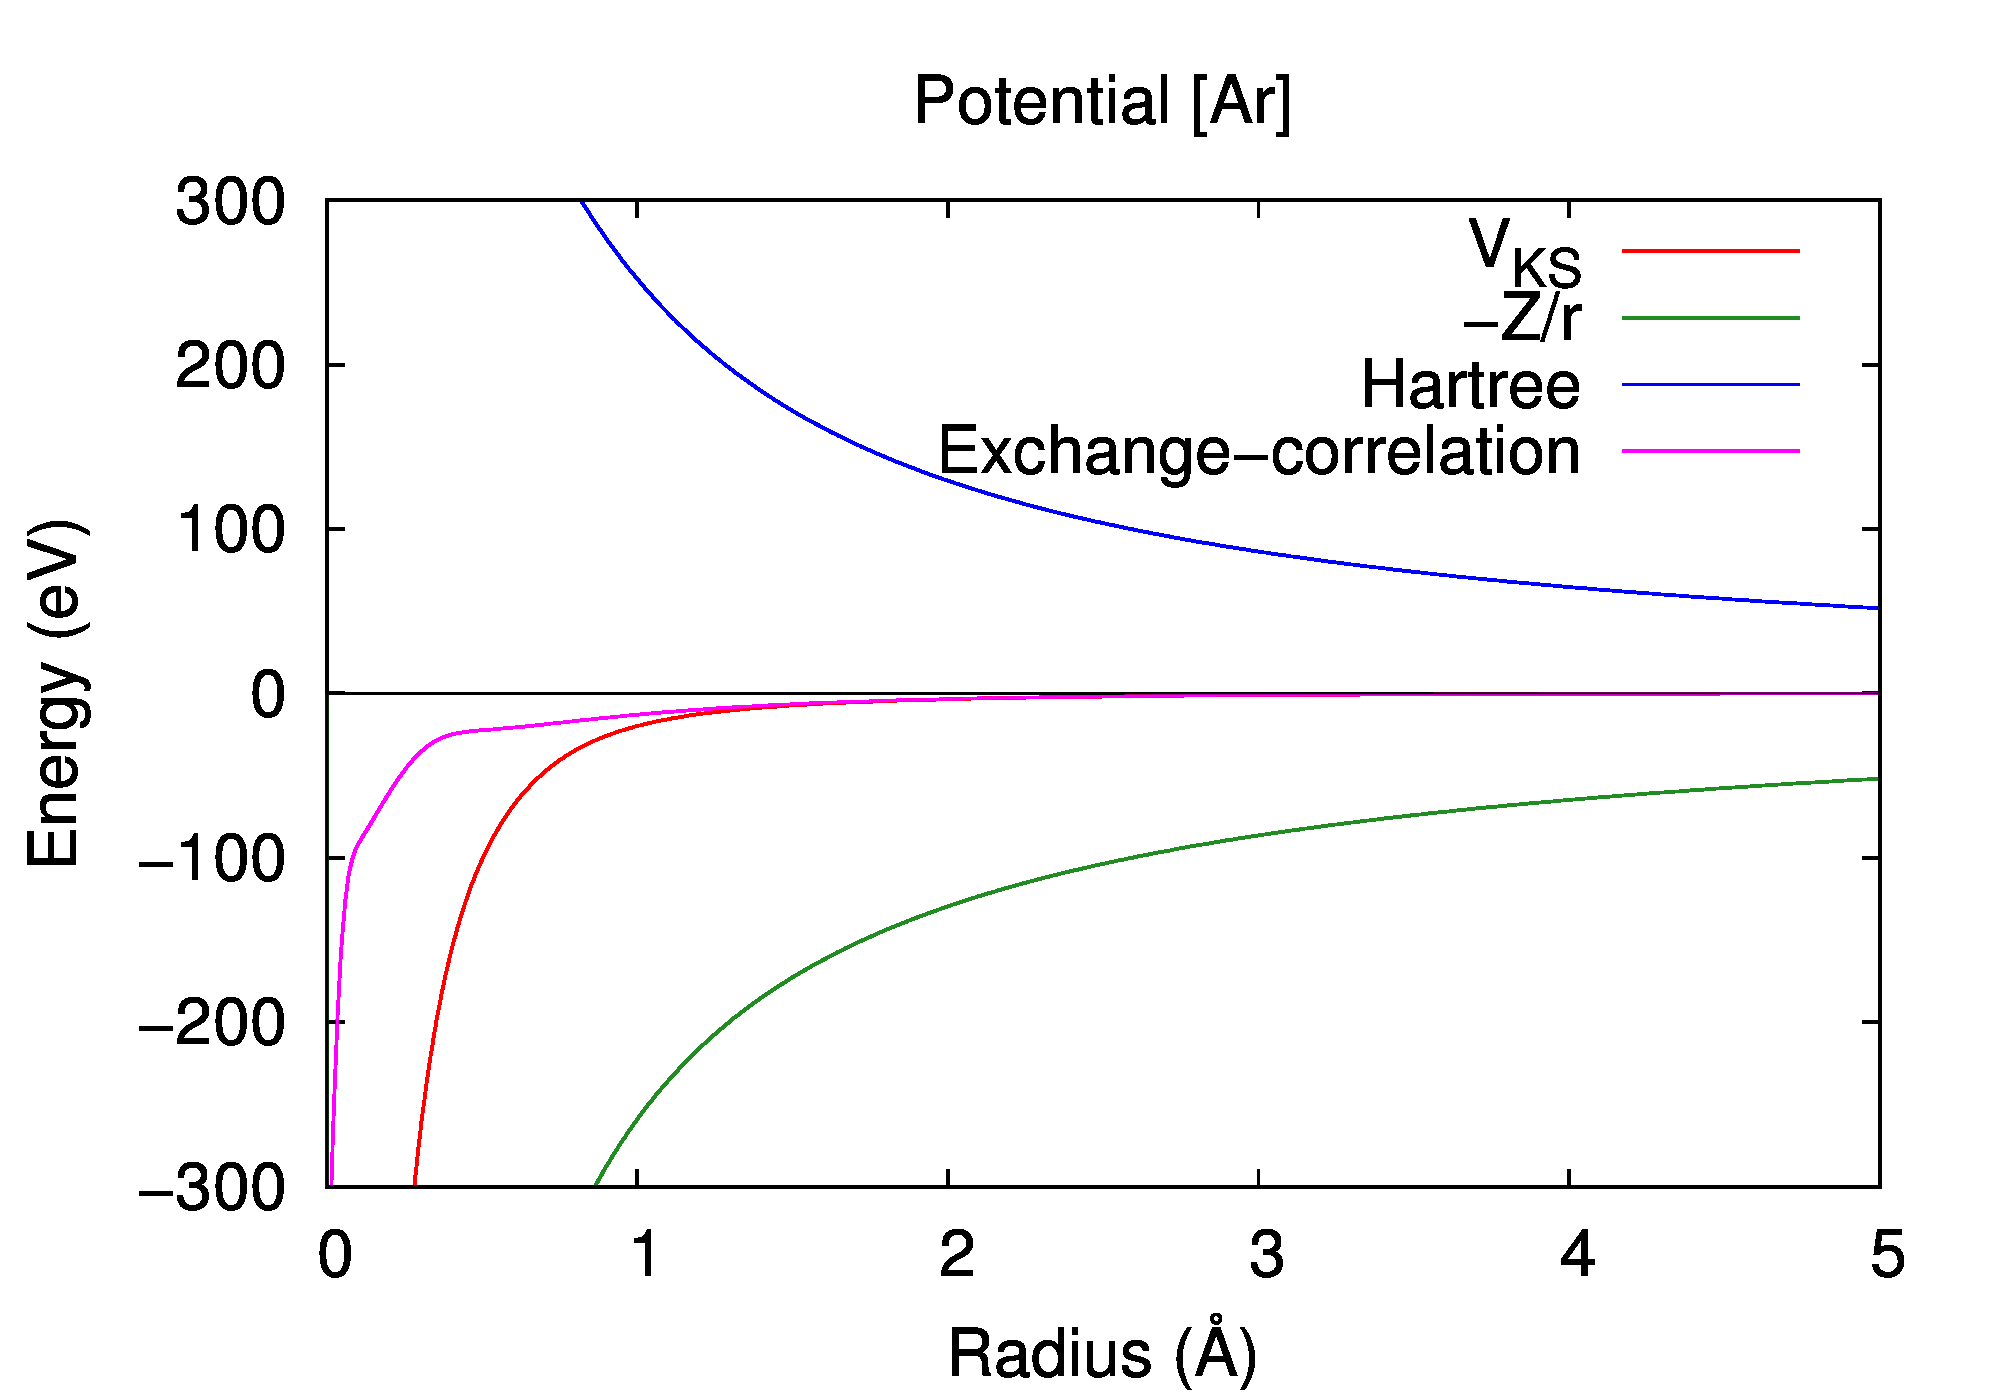 Potential [Ar]
300
200
100
0
−100
−200
−300
Energy (eV)
V_KS
−Z/r
Hartree
Exchange−correlation
0 1 2 3 4 5
Radius (Å)